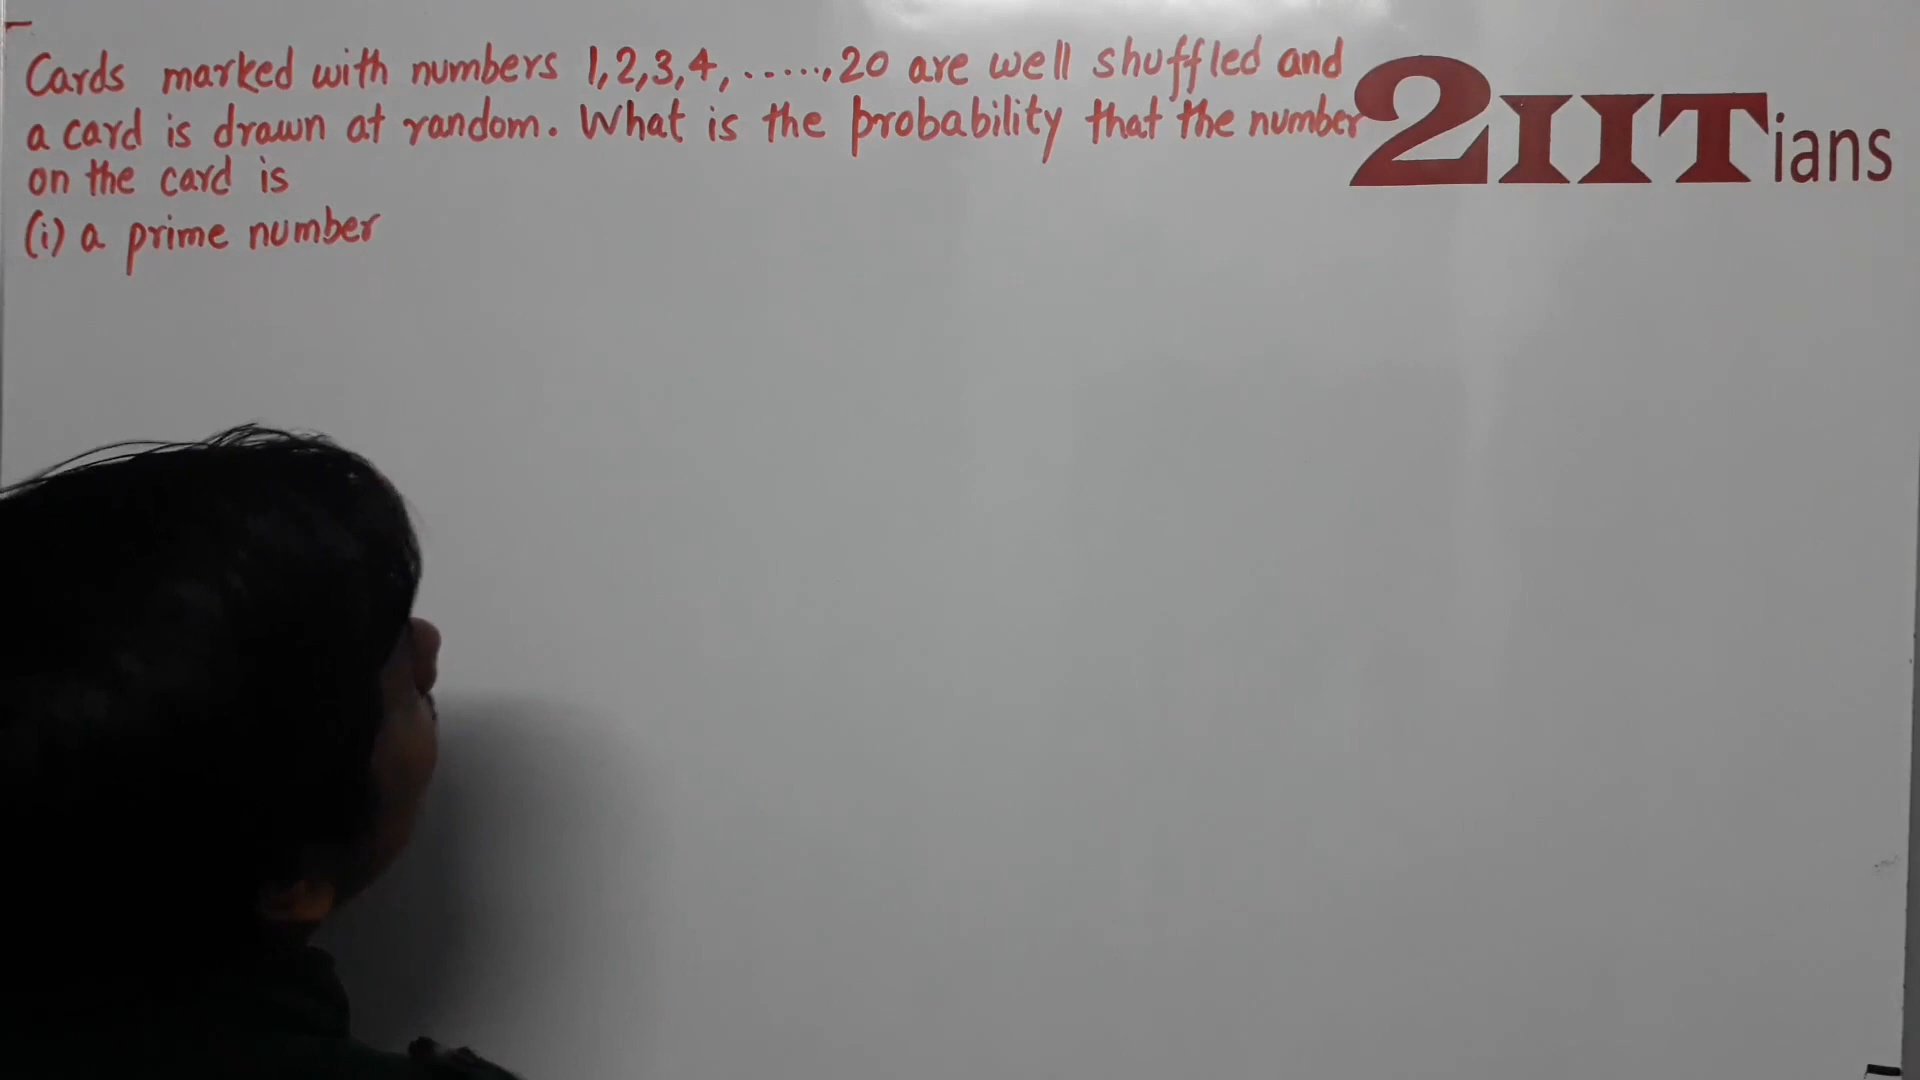 Cards marked with numbers 1,2,3,4,......,20 are well shuffled and
a card is drawn at random. What is the probability that the number
on the card is
(i) a prime number
2IITians